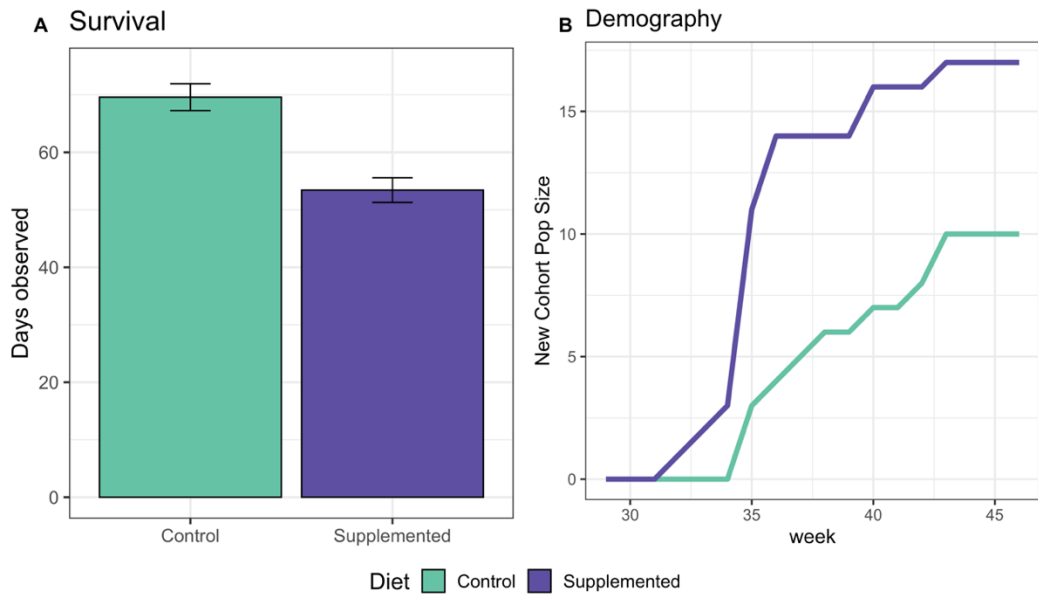 A Survival
Days observed
60
40
20
0
Control Supplemented
B Demography
New Cohort Pop Size
15
10
5
0
30 35 40 45
week
Diet Control Supplemented